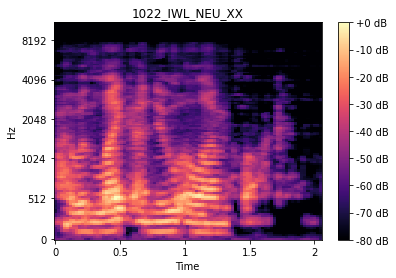 1022_IWL_NEU_XX
Hz
8192
4096
2048
1024
512
0
0
0.5
1
1.5
2
Time
+0 dB
-10 dB
-20 dB
-30 dB
-40 dB
-50 dB
-60 dB
-70 dB
-80 dB